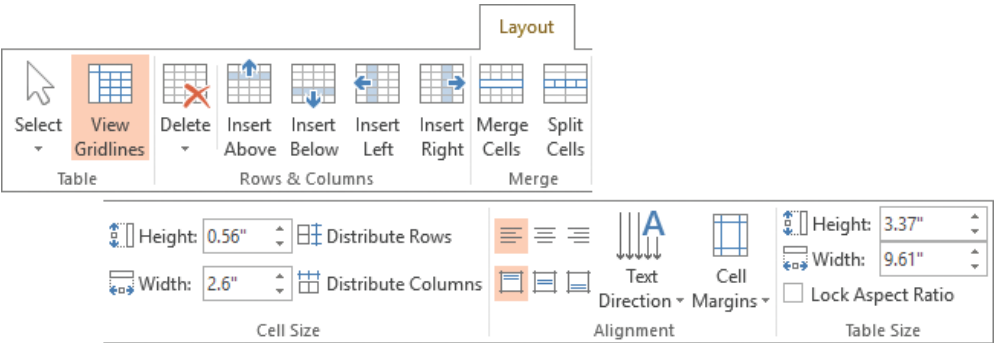 Layout
Select View Delete Insert Insert Insert Insert Merge Split
Gridlines Above Below Left Right Cells Cells
Table Rows & Columns Merge
Height: 0.56" Distribute Rows
Width: 2.6" Distribute Columns
Cell Size
A
Text Cell
Direction Margins
Alignment
Height: 3.37"
Width: 9.61"
Lock Aspect Ratio
Table Size